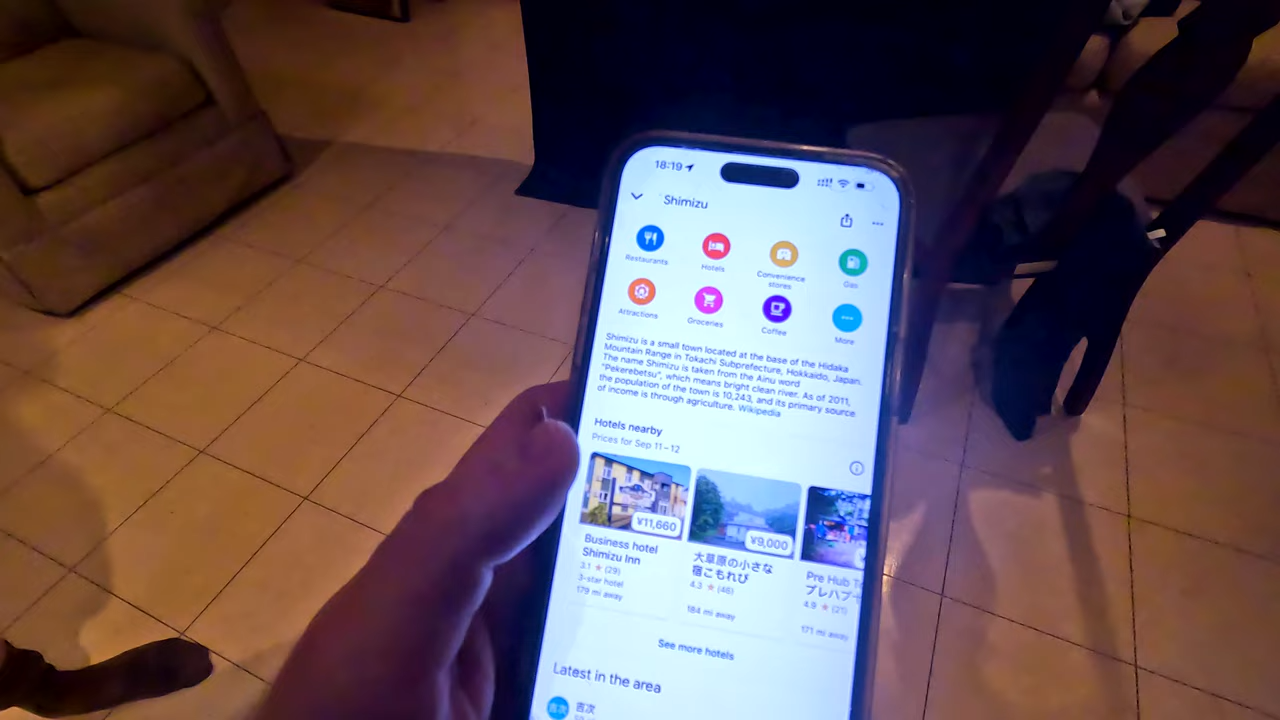 18:19
Shimizu
Restaurants
Hotels
Convenience
stores
Gas
Attractions
Groceries
Coffee
More
Shimizu is a small town located at the base of the Hidaka
Mountain Range in Tokachi Subprefecture, Hokkaido, Japan.
The name Shimizu is taken from the Ainu word
"Pekerebetsu", which means bright clean river. As of 2011,
the population of the town is 10,243, and its primary source
of income is through agriculture. Wikipedia
Hotels nearby
Prices for Sep 11–12
¥11,660
¥9,000
Business hotel
Shimizu Inn
3.1 ★ (29)
3-star hotel
179 mi away
大草原の小さな
宿こもれび
4.3 ★ (46)
184 mi away
Pre Hub
プレハブ
4.9 ★ (21)
171 mi away
See more hotels
Latest in the area
吉次
吉次